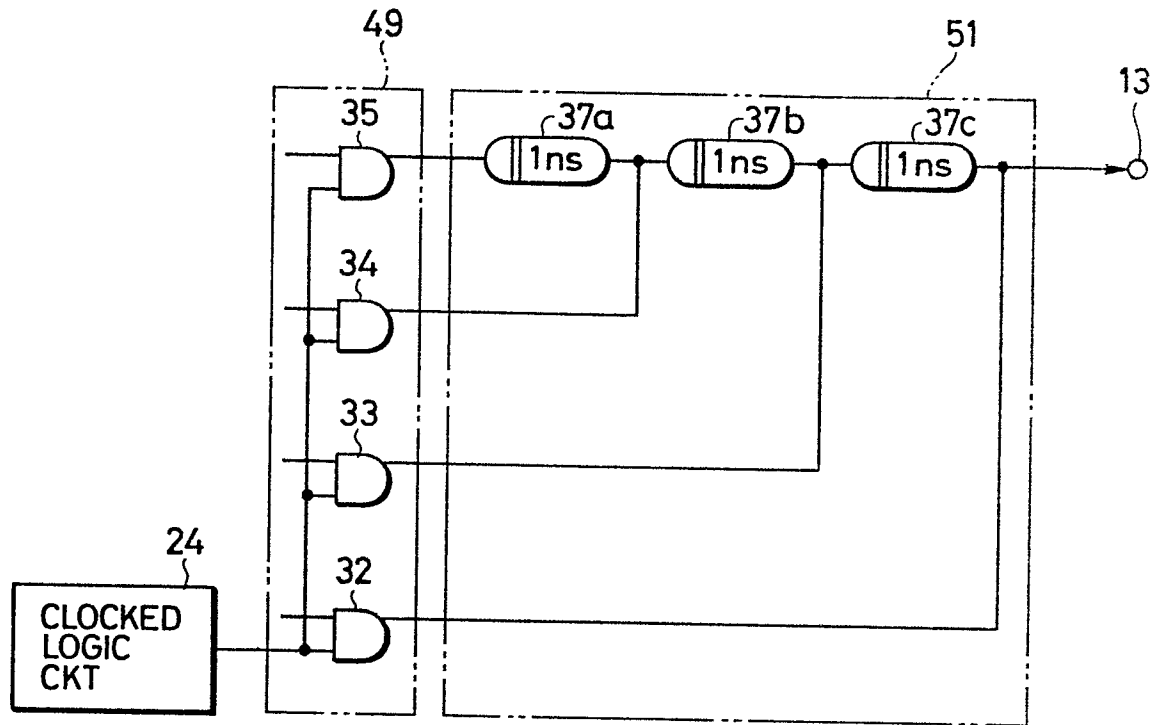 49
51
13
35
37a
37b
37c
1ns
1ns
1ns
34
33
24
32
CLOCKED
LOGIC
CKT